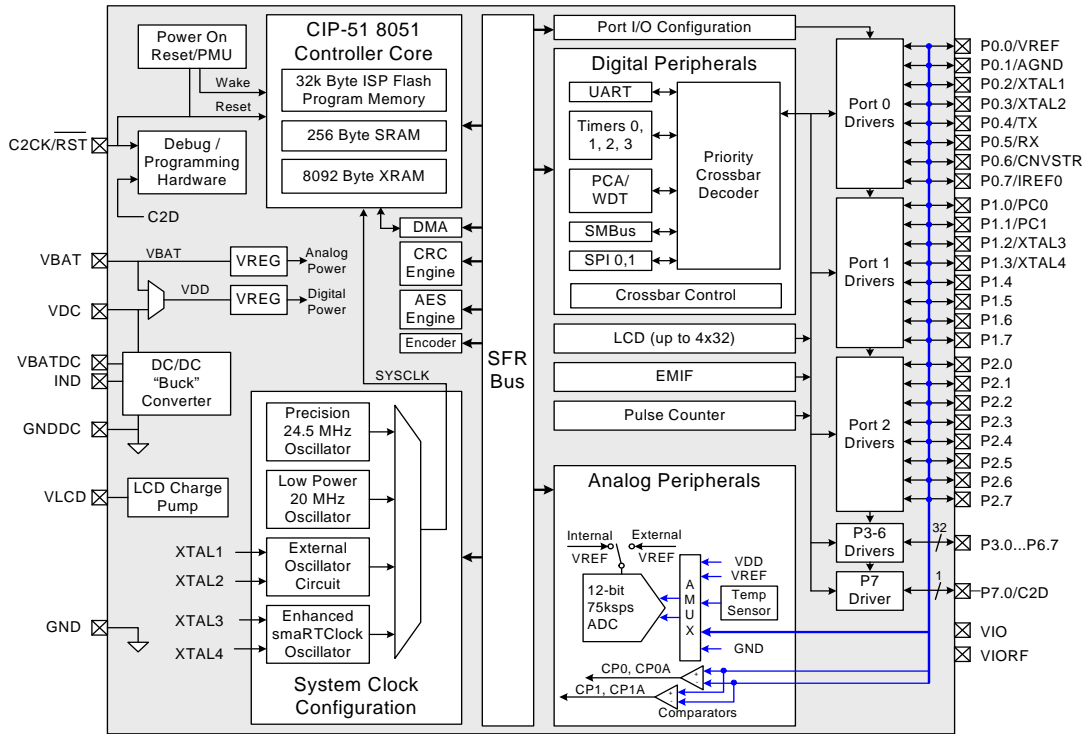 Power On
Reset/PMU
Wake
Reset
C2CK/RST
Debug /
Programming
Hardware
C2D
CIP-51 8051
Controller Core
32k Byte ISP Flash
Program Memory
256 Byte SRAM
8092 Byte XRAM
DMA
CRC
Engine
AES
Engine
Encoder
VBAT
VBAT
VREG
Analog
Power
VDC
VDD
VREG
Digital
Power
VBATDC
IND
DC/DC
“Buck”
Converter
GNDDC
VLCD
LCD Charge
Pump
SYSCLK
Precision
24.5 MHz
Oscillator
Low Power
20 MHz
Oscillator
XTAL1
XTAL2
External
Oscillator
Circuit
XTAL3
XTAL4
Enhanced
smaRTClock
Oscillator
GND
System Clock
Configuration
SFR
Bus
Port I/O Configuration
Digital Peripherals
UART
Timers 0,
1, 2, 3
PCA/
WDT
SMBus
SPI 0,1
Priority
Crossbar
Decoder
Crossbar Control
LCD (up to 4x32)
EMIF
Pulse Counter
Analog Peripherals
Internal
VREF
External
VREF
12-bit
75ksps
ADC
A
M
U
X
VDD
VREF
Temp
Sensor
GND
CP0, CP0A
CP1, CP1A
+
-
+
-
Comparators
Port 0
Drivers
Port 1
Drivers
Port 2
Drivers
P3-6
Drivers
P7
Driver
32
1
P0.0/VREF
P0.1/AGND
P0.2/XTAL1
P0.3/XTAL2
P0.4/TX
P0.5/RX
P0.6/CNVSTR
P0.7/IREF0
P1.0/PC0
P1.1/PC1
P1.2/XTAL3
P1.3/XTAL4
P1.4
P1.5
P1.6
P1.7
P2.0
P2.1
P2.2
P2.3
P2.4
P2.5
P2.6
P2.7
P3.0...P6.7
P7.0/C2D
VIO
VIORF